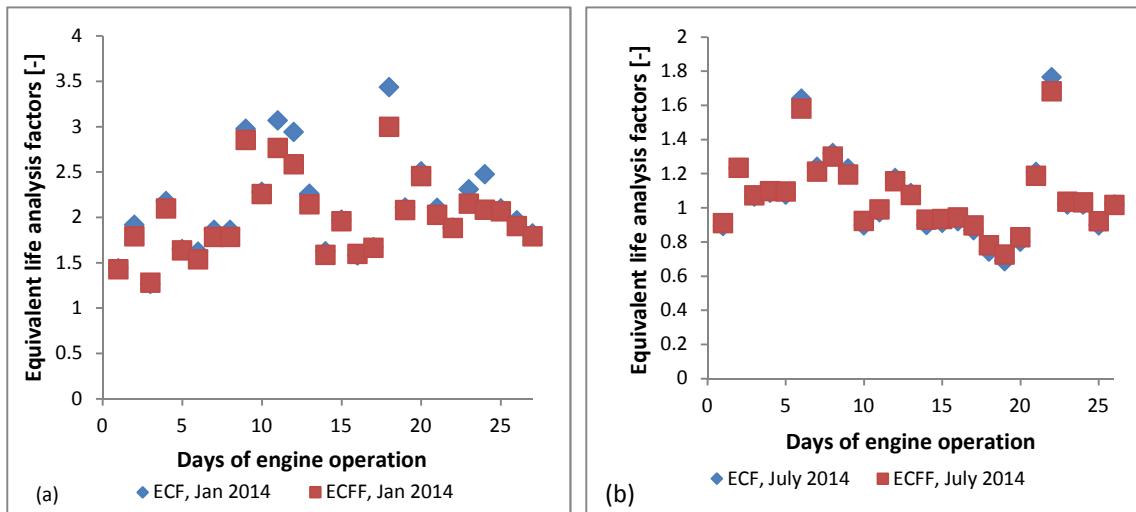 Equivalent life analysis factors [-]
4
3.5
3
2.5
2
1.5
1
0.5
0
0 5 10 15 20 25
Days of engine operation
(a) ECF, Jan 2014 ECFF, Jan 2014
Equivalent life analysis factors [-]
2
1.8
1.6
1.4
1.2
1
0.8
0.6
0.4
0.2
0
0 5 10 15 20 25
Days of engine operation
(b) ECF, July 2014 ECFF, July 2014